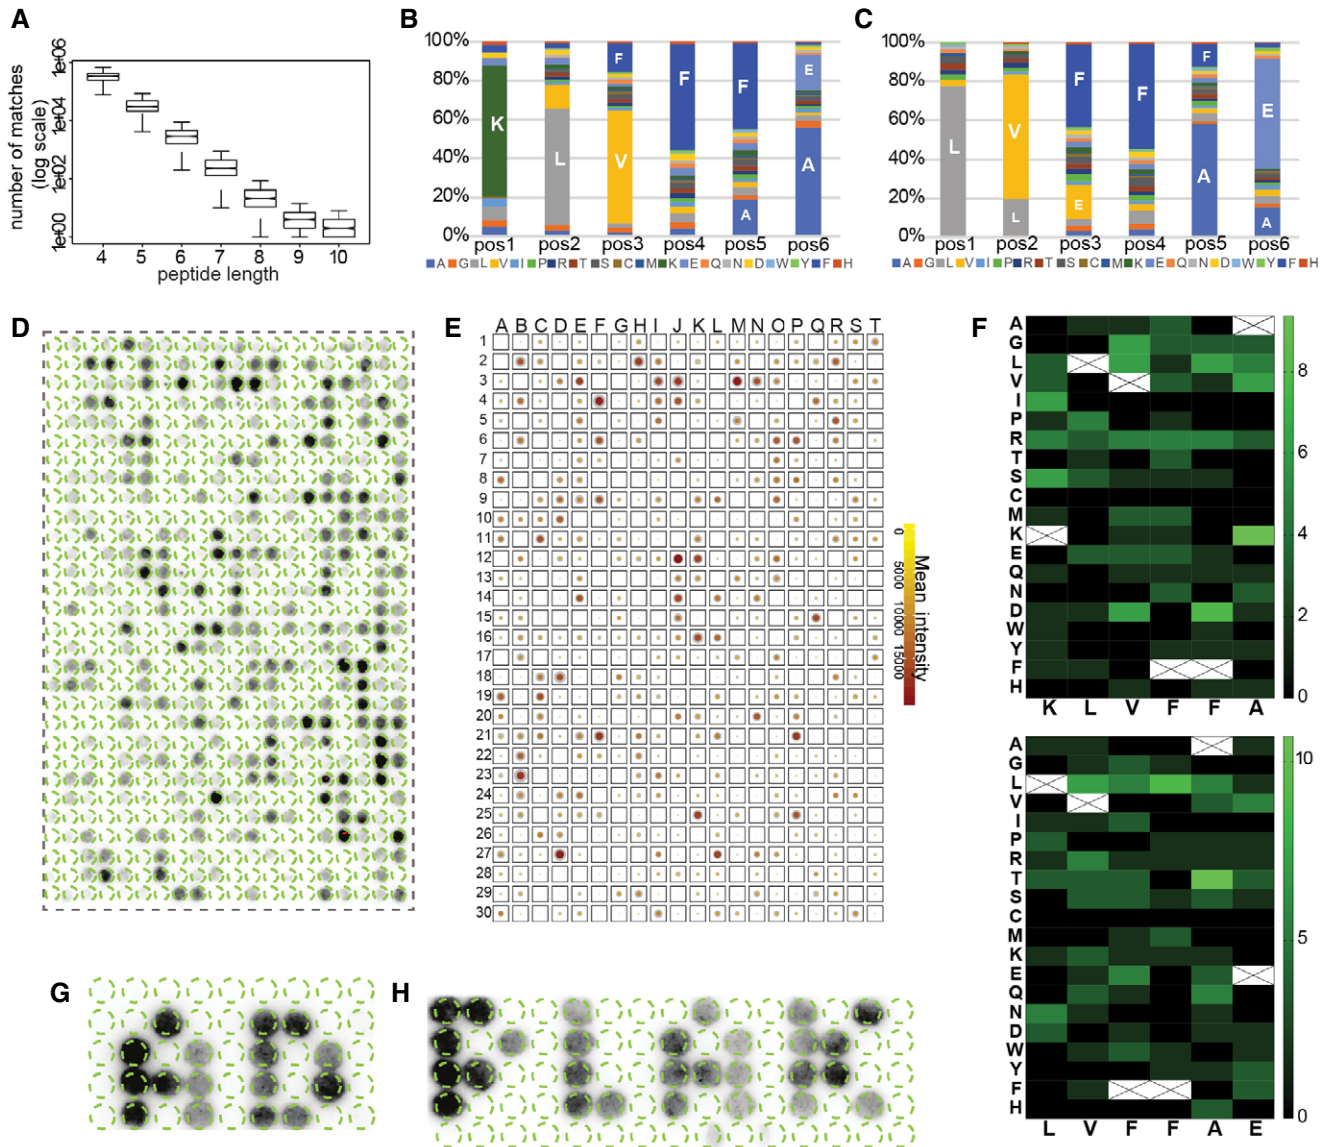 A
number of matches
(log scale)
1e+06
1e+04
1e+02
1e+00
4 5 6 7 8 9 10
peptide length
B
100%
80%
60%
40%
20%
0%
K
L
V
F
F
F
A
E
A
pos1 pos2 pos3 pos4 pos5 pos6
A G L V I P R T S C M K E Q N D W Y F H
C
100%
80%
60%
40%
20%
0%
L
V
L
F
E
F
F
A
E
A
pos1 pos2 pos3 pos4 pos5 pos6
A G L V I P R T S C M K E Q N D W Y F H
D
E
A B C D E F G H I J K L M N O P Q R S T
1
2
3
4
5
6
7
8
9
10
11
12
13
14
15
16
17
18
19
20
21
22
23
24
25
26
27
28
29
30
0
5000
10000
15000
Mean intensity
F
A
G
L
V
I
P
R
T
S
C
M
K
E
Q
N
D
W
Y
F
H
K L V F F A
8
6
4
2
0
A
G
L
V
I
P
R
T
S
C
M
K
E
Q
N
D
W
Y
F
H
L V F F A E
10
5
0
G
H